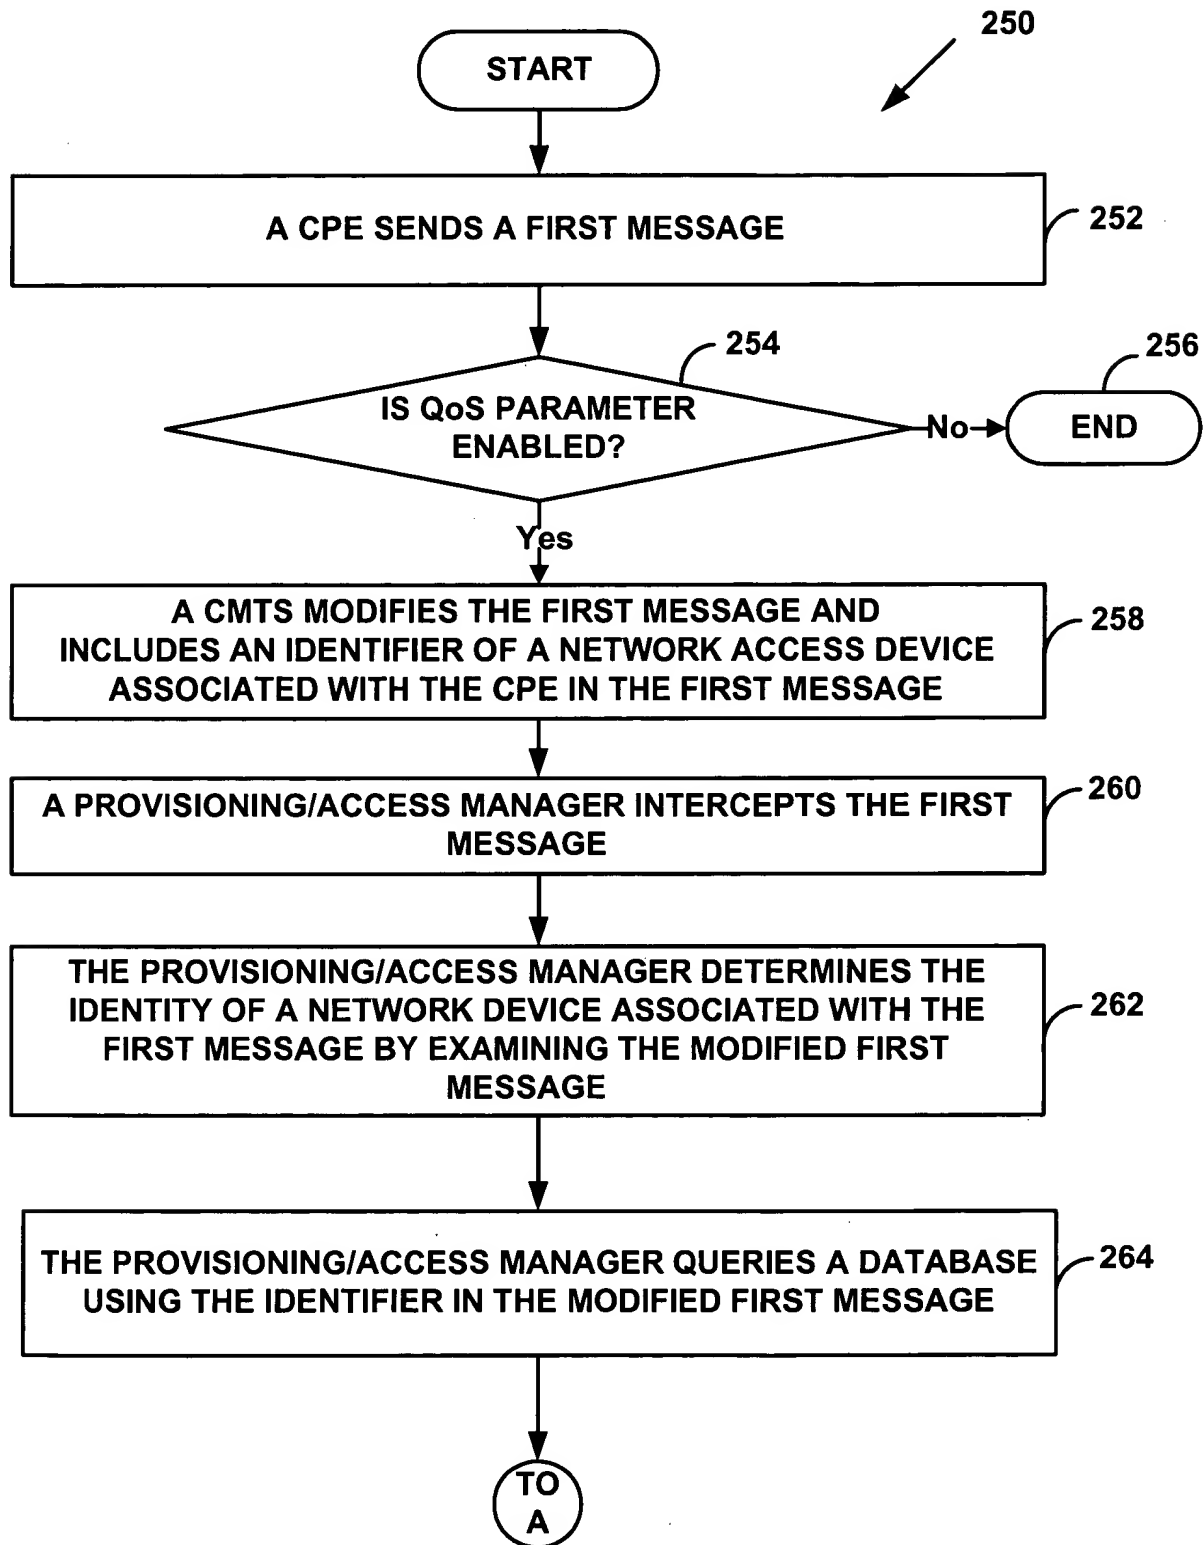 250
START
A CPE SENDS A FIRST MESSAGE
252
254
IS QoS PARAMETER
ENABLED?
No
256
END
Yes
A CMTS MODIFIES THE FIRST MESSAGE AND
INCLUDES AN IDENTIFIER OF A NETWORK ACCESS DEVICE
ASSOCIATED WITH THE CPE IN THE FIRST MESSAGE
258
A PROVISIONING/ACCESS MANAGER INTERCEPTS THE FIRST
MESSAGE
260
THE PROVISIONING/ACCESS MANAGER DETERMINES THE
IDENTITY OF A NETWORK DEVICE ASSOCIATED WITH THE
FIRST MESSAGE BY EXAMINING THE MODIFIED FIRST
MESSAGE
262
THE PROVISIONING/ACCESS MANAGER QUERIES A DATABASE
USING THE IDENTIFIER IN THE MODIFIED FIRST MESSAGE
264
TO
A